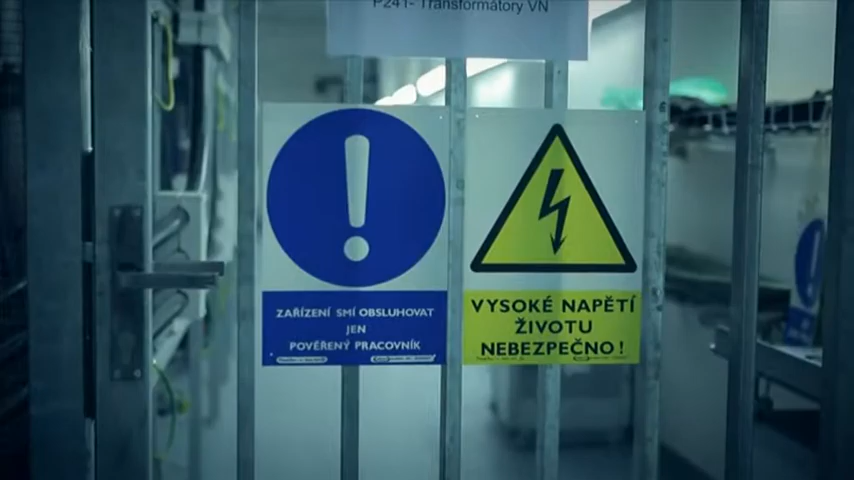 P241- Transformátory VN
ZAŘÍZENÍ SMÍ OBSLUHOVAT
JEN
POVĚŘENÝ PRACOVNÍK
VYSOKÉ NAPĚTÍ
ŽIVOTU
NEBEZPEČNO!